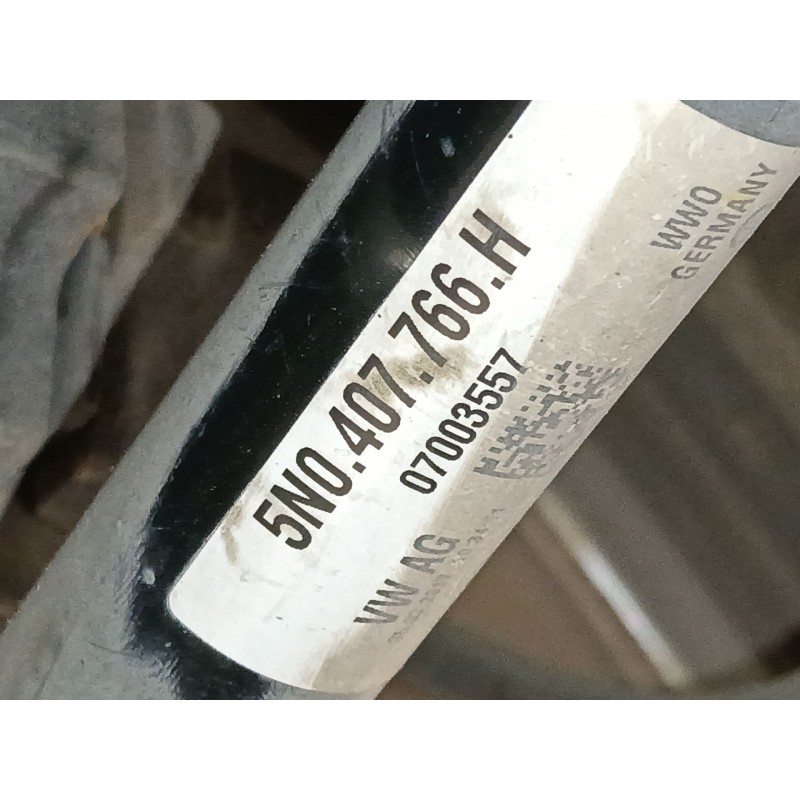 5N0.407.766.H
07003557
VW AG
WWO
GERMANY